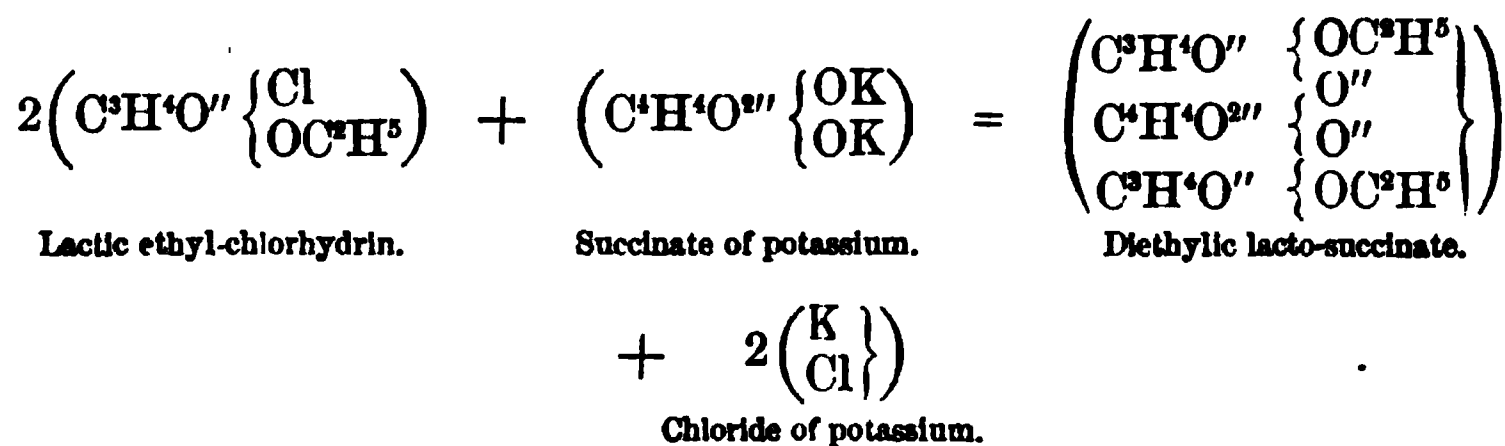 2(C³H⁴O″ {Cl OC²H⁵) + (C⁴H⁴O²″ {OK OK) = (C³H⁴O″ {OC²H⁵ O″ C⁴H⁴O²″ {O″ C³H⁴O″ {OC²H⁵})
Lactic ethyl-chlorhydrin. Succinate of potassium. Diethylic lacto-succinate.
+ 2(K Cl})
Chloride of potassium.